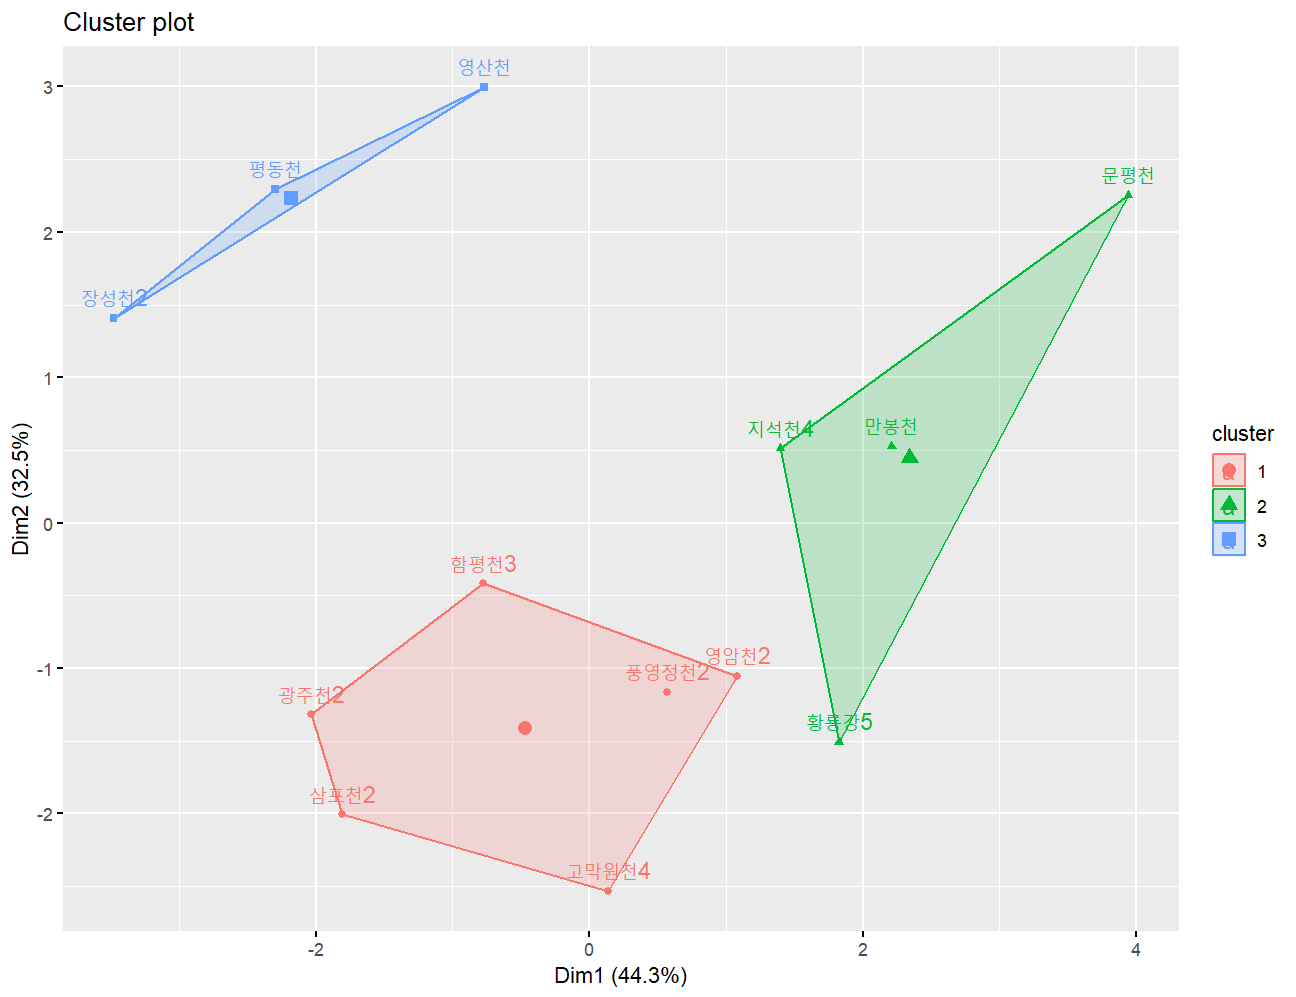 Cluster plot
영산천
평동천
장성천2
문평천
지석천4
만봉천
황룡강5
함평천3
영암천2
풍영정천2
광주천2
삼포천2
고막원천4
3
2
1
0
-1
-2
Dim2 (32.5%)
-2
0
2
4
Dim1 (44.3%)
cluster
1
2
3